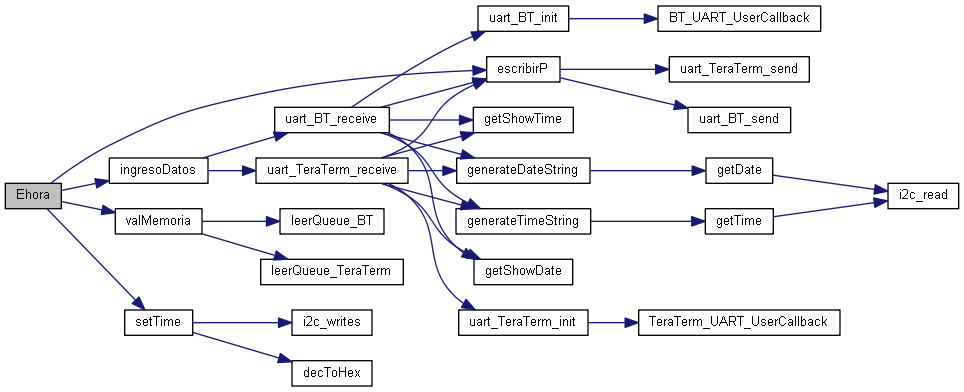 Ehora
ingresoDatos
valMemoria
setTime
uart_BT_receive
uart_TeraTerm_receive
leerQueue_BT
leerQueue_TeraTerm
i2c_writes
decToHex
uart_BT_init
escribirP
getShowTime
generateDateString
generateTimeString
getShowDate
uart_TeraTerm_init
BT_UART_UserCallback
uart_TeraTerm_send
uart_BT_send
getDate
getTime
TeraTerm_UART_UserCallback
i2c_read